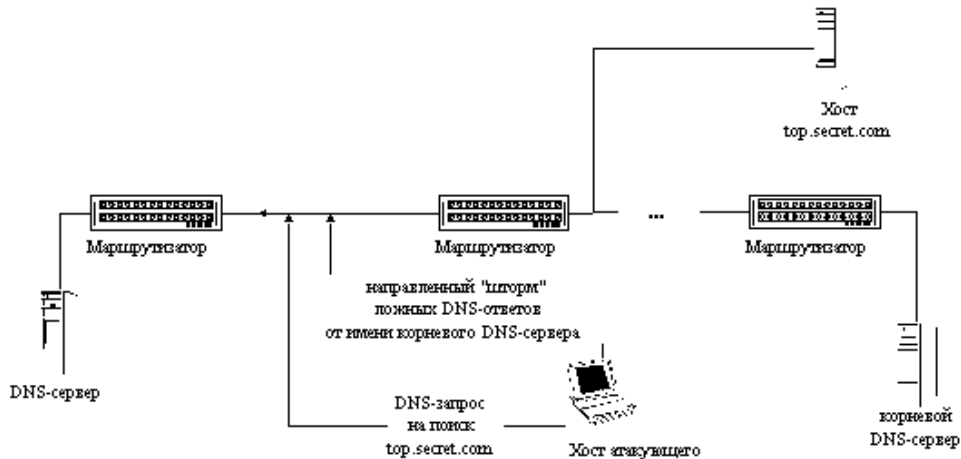 Хост
top.secret.com
Маршрутизатор
Маршрутизатор
...
Маршрутизатор
направленный "шторм"
ложных DNS-ответов
от имени корневого DNS-сервера
DNS-сервер
DNS-запрос
на поиск
top.secret.com
Хост атакующего
корневой
DNS-сервер